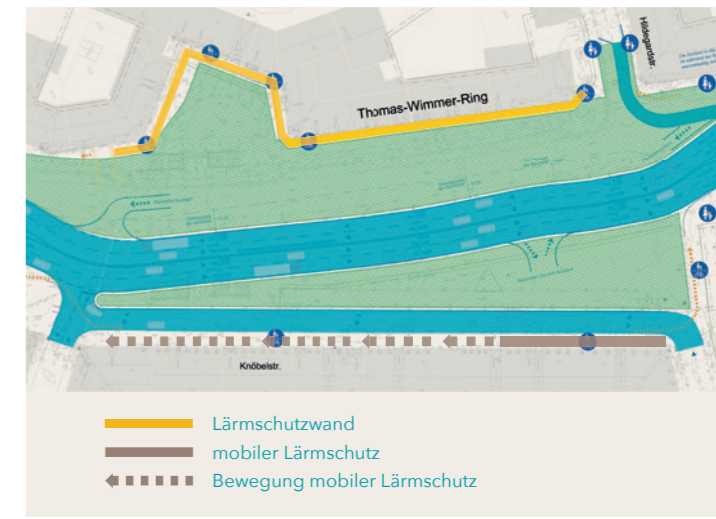 Hildegardstr.
Thomas-Wimmer-Ring
Knöbelstr.
Lärmschutzwand
mobiler Lärmschutz
Bewegung mobiler Lärmschutz